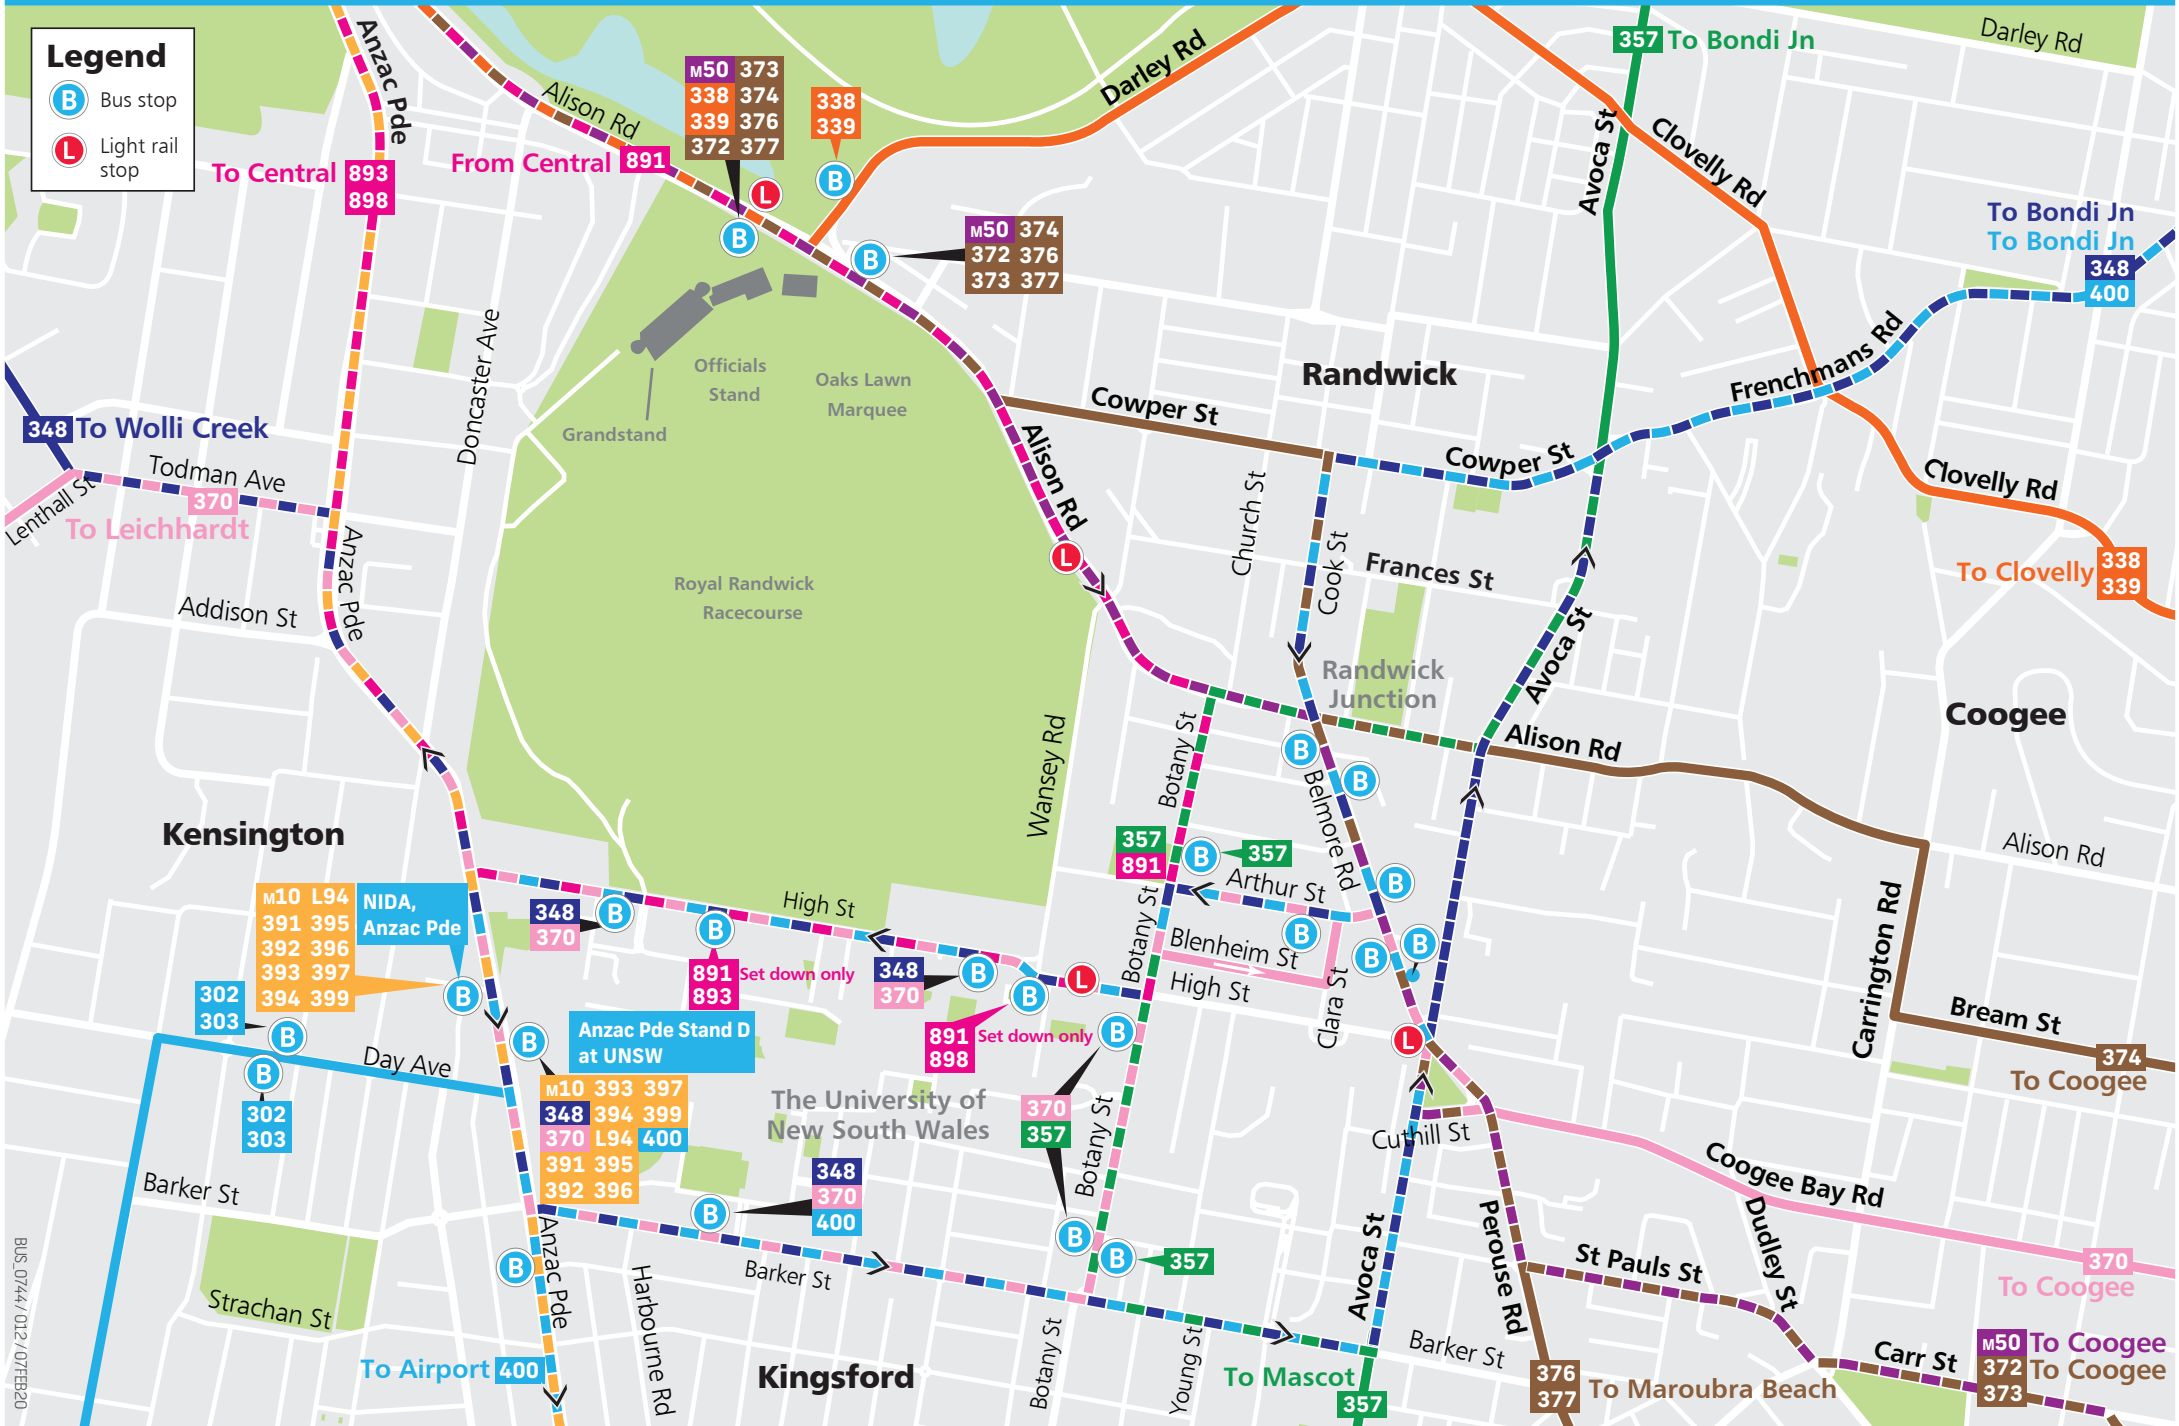 Legend
B Bus stop
L Light rail
stop
Anzac Pde
To Central 893
898
Alison Rd
From Central 891
M50 373
338 374
339 376
372 377
338
339
L
B
B
B
M50 374
372 376
373 377
Darley Rd
357 To Bondi Jn
Darley Rd
Avoca St
Clovelly Rd
To Bondi Jn
To Bondi Jn
348
400
Frenchmans Rd
Randwick
Cowper St
Cowper St
Clovelly Rd
To Clovelly 338
339
Doncaster Ave
Officials
Stand
Oaks Lawn
Marquee
Grandstand
348 To Wolli Creek
Todman Ave
370
Lenthall St
To Leichhardt
Anzac Pde
Addison St
Alison Rd
L
Royal Randwick
Racecourse
Church St
Cook St
Frances St
Avoca St
Randwick
Junction
Coogee
Alison Rd
Wansey Rd
Botany St
B
B
Belmore Rd
Kensington
357
891
B 357
Alison Rd
Arthur St
B
B
B
B
M10 L94
391 395
392 396
393 397
394 399
NIDA,
Anzac Pde
B
302
303
B
B
302
303
Day Ave
348
370
B
B
High St
891 Set down only
893
348
370
B
B
L
891 Set down only
898
Botany St
Blenheim St
High St
Clara St
L
Carrington Rd
Bream St
374
To Coogee
B
Anzac Pde Stand D
at UNSW
M10 393 397
348 394 399
370 L94 400
391 395
392 396
The University of
New South Wales
B
370
357
Botany St
Cuthill St
Coogee Bay Rd
370
To Coogee
Barker St
348
370
400
B
B
B 357
Avoca St
Perouse Rd
St Pauls St
Dudley St
B
Anzac Pde
Barker St
Harbourne Rd
Strachan St
To Airport 400
Kingsford
Botany St
Young St
To Mascot
357
Barker St
376
377
To Maroubra Beach
Carr St
M50 To Coogee
372 To Coogee
373
BUS_0744 / 012 / 07FEB20